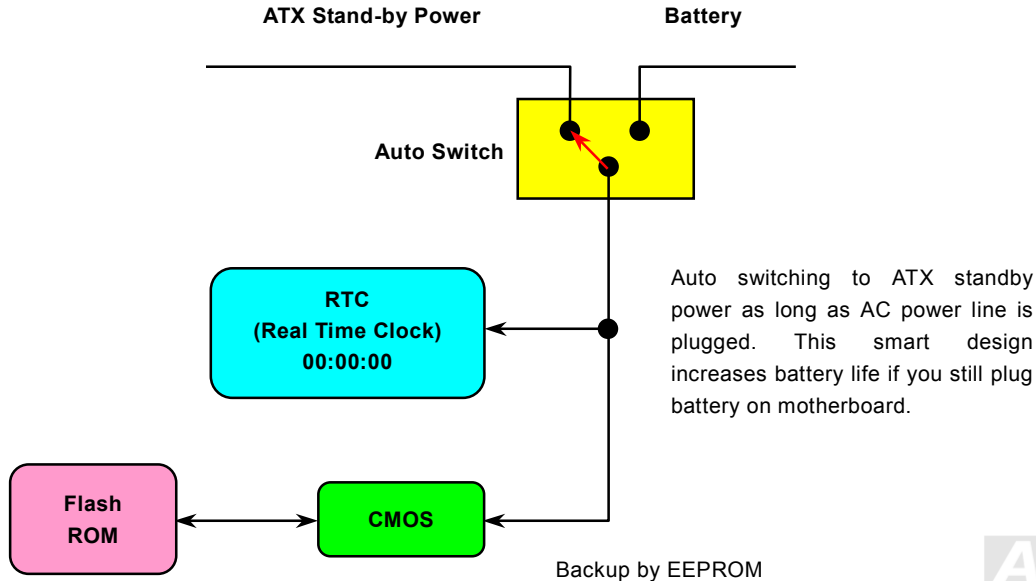 ATX Stand-by Power
Battery
Auto Switch
RTC
(Real Time Clock)
00:00:00
Auto switching to ATX standby
power as long as AC power line is
plugged. This smart design
increases battery life if you still plug
battery on motherboard.
Flash
ROM
CMOS
Backup by EEPROM
A